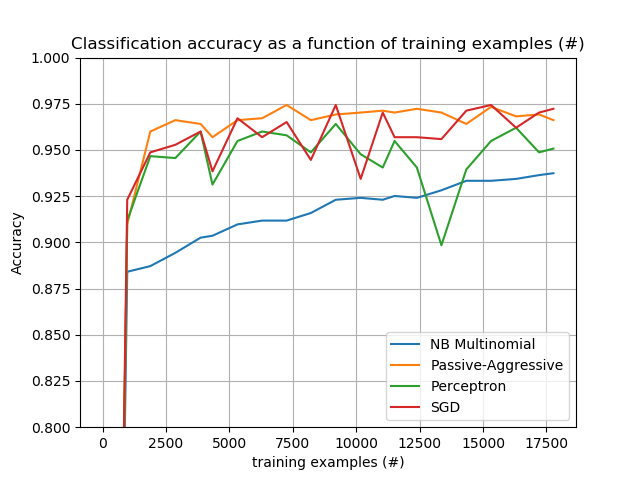 Classification accuracy as a function of training examples (#)
1.000
0.975
0.950
0.925
0.900
0.875
0.850
0.825
0.800
Accuracy
NB Multinomial
Passive-Aggressive
Perceptron
SGD
0 2500 5000 7500 10000 12500 15000 17500
training examples (#)